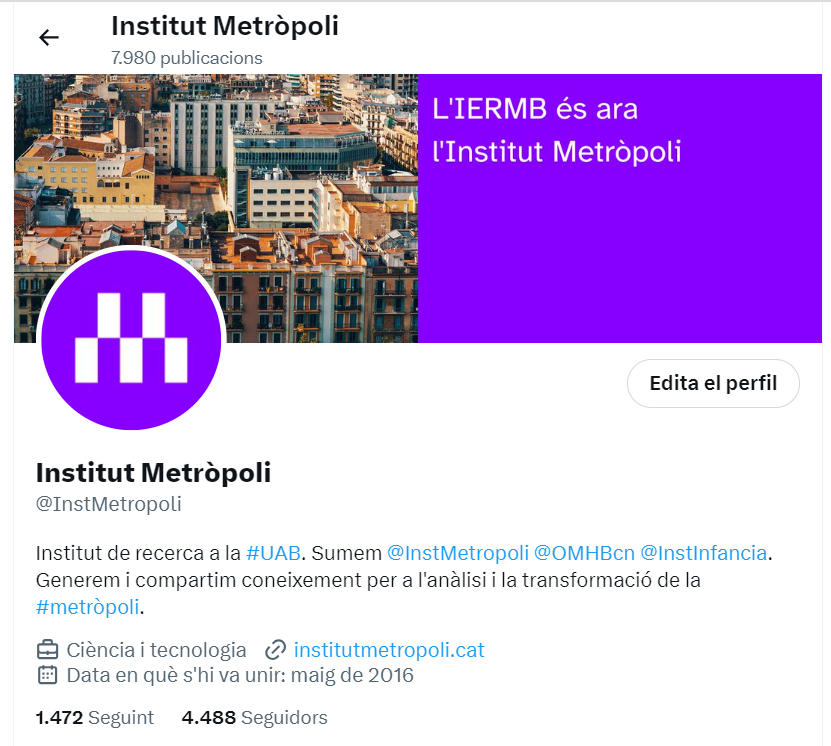 Institut Metròpoli
7.980 publicacions
L'IERMB és ara
l'Institut Metròpoli
Edita el perfil
Institut Metròpoli
@InstMetropoli
Institut de recerca a la #UAB. Sumem @InstMetropoli @OMHBcn @InstInfancia.
Generem i compartim coneixement per a l'anàlisi i la transformació de la
#metròpoli.
Ciència i tecnologia institutmetropoli.cat
Data en què s'hi va unir: maig de 2016
1.472 Seguint 4.488 Seguidors